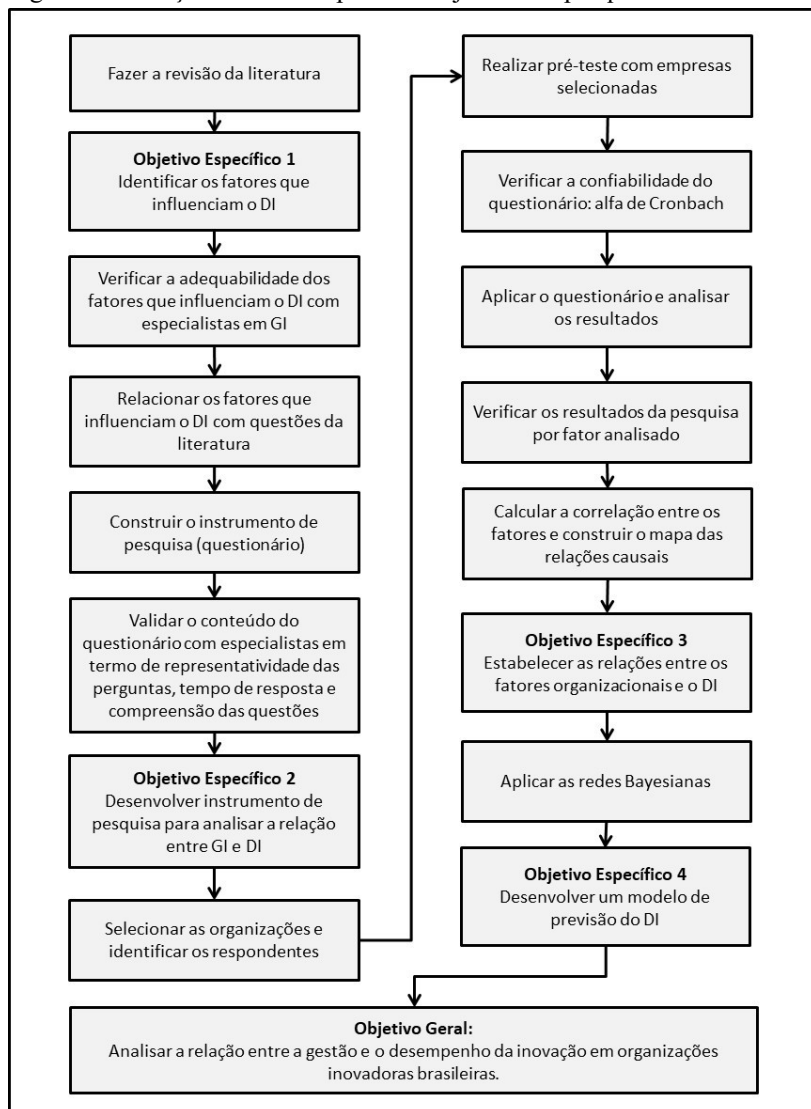 Fazer a revisão da literatura
Objetivo Específico 1
Identificar os fatores que
influenciam o DI
Verificar a adequabilidade dos
fatores que influenciam o DI com
especialistas em GI
Relacionar os fatores que
influenciam o DI com questões da
literatura
Construir o instrumento de
pesquisa (questionário)
Validar o conteúdo do
questionário com especialistas em
termo de representatividade das
perguntas, tempo de resposta e
compreensão das questões
Objetivo Específico 2
Desenvolver instrumento de
pesquisa para analisar a relação
entre GI e DI
Selecionar as organizações e
identificar os respondentes
Realizar pré-teste com empresas
selecionadas
Verificar a confiabilidade do
questionário: alfa de Cronbach
Aplicar o questionário e analisar
os resultados
Verificar os resultados da pesquisa
por fator analisado
Calcular a correlação entre os
fatores e construir o mapa das
relações causais
Objetivo Específico 3
Estabelecer as relações entre os
fatores organizacionais e o DI
Aplicar as redes Bayesianas
Objetivo Específico 4
Desenvolver um modelo de
previsão do DI
Objetivo Geral:
Analisar a relação entre a gestão e o desempenho da inovação em organizações
inovadoras brasileiras.